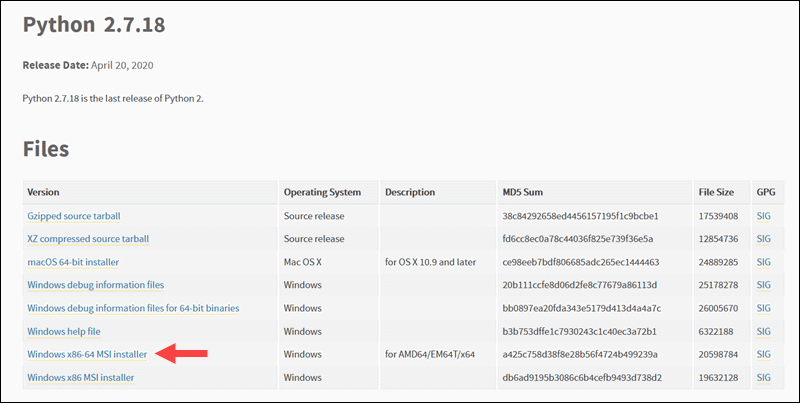 Python 2.7.18
Release Date: April 20, 2020
Python 2.7.18 is the last release of Python 2.
Files
Version Operating System Description MD5 Sum File Size GPG
Gzipped source tarball Source release 38c84292658ed4456157195f1c9bcbe1 17539408 SIG
XZ compressed source tarball Source release fd6cc8ec0a78c44036f825e739f36e5a 12854736 SIG
macOS 64-bit installer Mac OS X for OS X 10.9 and later ce98eeb7bdf806685adc265ec1444463 24889285 SIG
Windows debug information files Windows 20b111ccfe8d06d2fe8c77679a86113d 25178278 SIG
Windows debug information files for 64-bit binaries Windows bb0897ea20fda343e5179d413d4a4a7c 26005670 SIG
Windows help file Windows b3b753dffe1c7930243c1c40ec3a72b1 6322188 SIG
Windows x86-64 MSI installer Windows for AMD64/EM64T/x64 a425c758d38f8e28b56f4724b499239a 20598784 SIG
Windows x86 MSI installer Windows db6ad9195b3086c6b4cefb9493d738d2 19632128 SIG